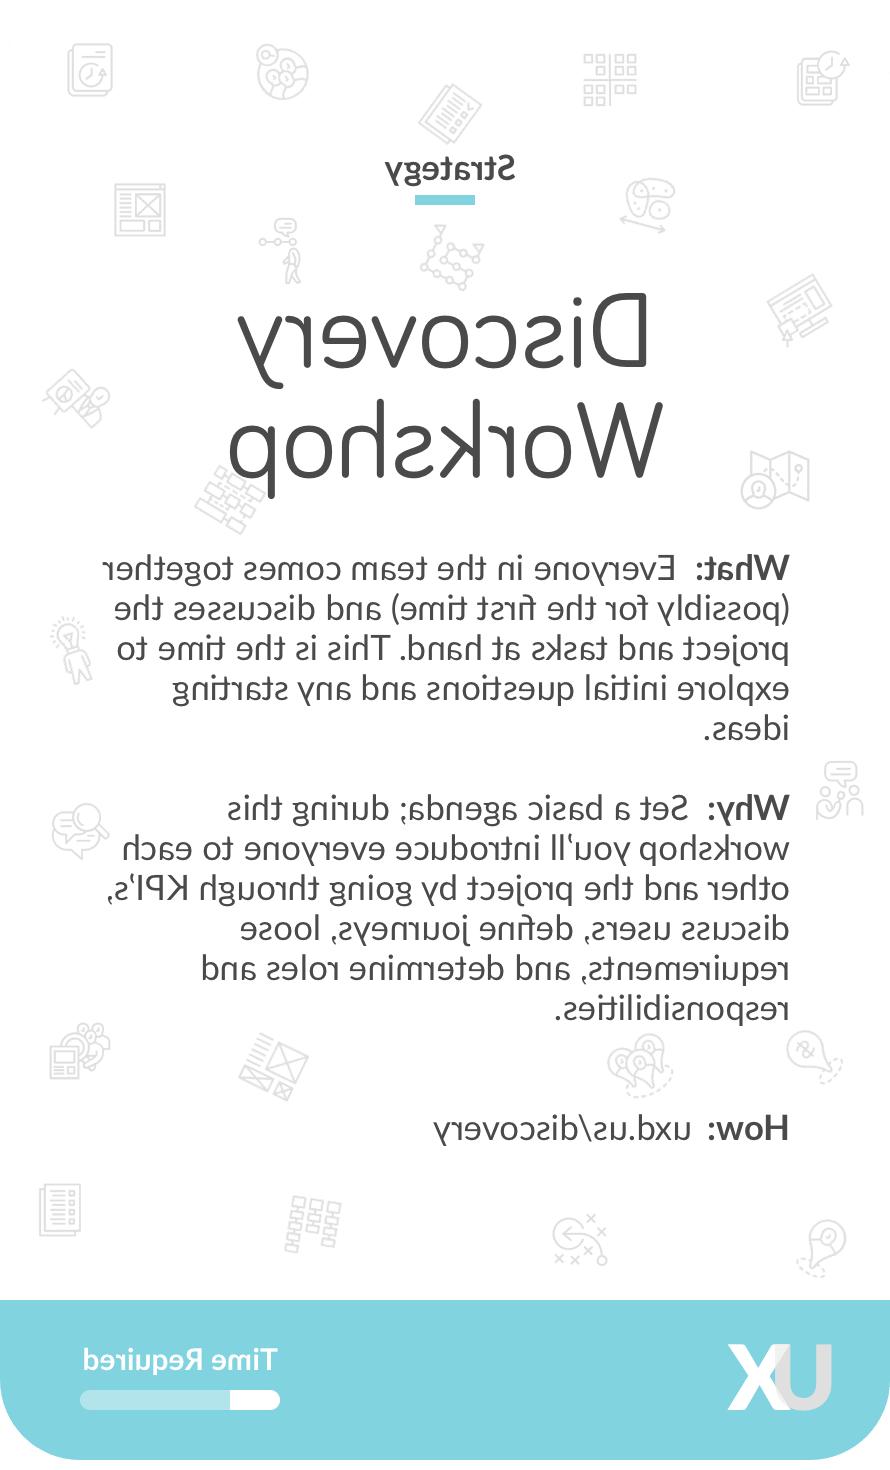 Strategy
Discovery
Workshop
What: Everyone in the team comes together
(possibly for the first time) and discusses the
project and tasks at hand. This is the time to
explore initial questions and any starting
ideas.
Why: Set a basic agenda; during this
workshop you’ll introduce everyone to each
other and the project by going through KPI’s,
discuss users, define journeys, loose
requirements, and determine roles and
responsibilities.
How: uxd.us/discovery
UX
Time Required